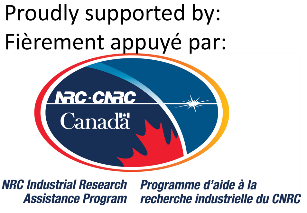 Proudly supported by:
Fièrement appuyé par:
NRC·CNRC
Canada
NRC Industrial Research
Assistance Program
Programme d'aide à la
recherche industrielle du CNRC